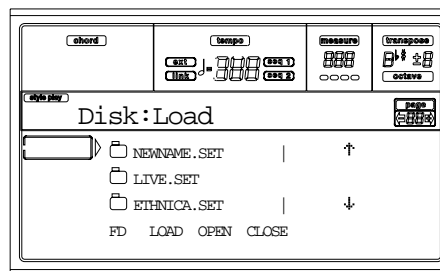 chord tempo measure transpose
ext seq 1
link seq 2
octave
style play page
Disk:Load
NEWNAME.SET
LIVE.SET
ETHNICA.SET
FD LOAD OPEN CLOSE